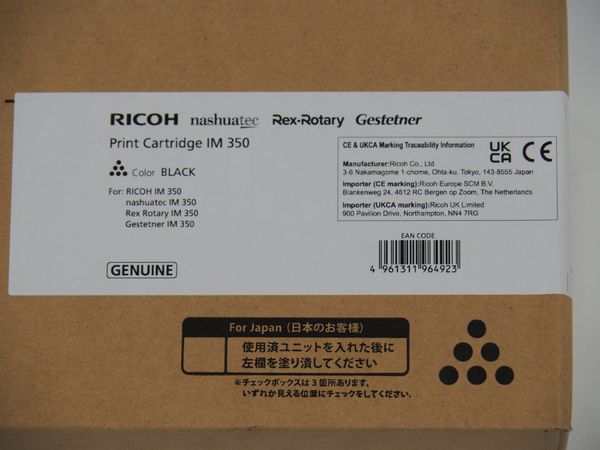 RICOH nashuatec Rex-Rotary Gestetner
Print Cartridge IM 350
Color BLACK
For: RICOH IM 350
nashuatec IM 350
Rex Rotary IM 350
Gestetner IM 350
GENUINE
CE & UKCA Marking Traceability Information
UK
CA
CE
Manufacturer:Ricoh Co., Ltd.
3-6 Nakamagome 1-chome, Ohta-ku, Tokyo, 143-8555 Japan
Importer (CE marking):Ricoh Europe SCM B.V.
Blankenweg 24, 4612 RC Bergen op Zoom, The Netherlands
Importer (UKCA marking):Ricoh UK Limited
900 Pavilion Drive, Northampton, NN4 7RG
EAN CODE
4 961311 964923
For Japan (日本のお客様)
使用済ユニットを入れた後に
左欄を塗り潰してください
※チェックボックスは3箇所あります。
いずれか見える位置にチェックをしてください。